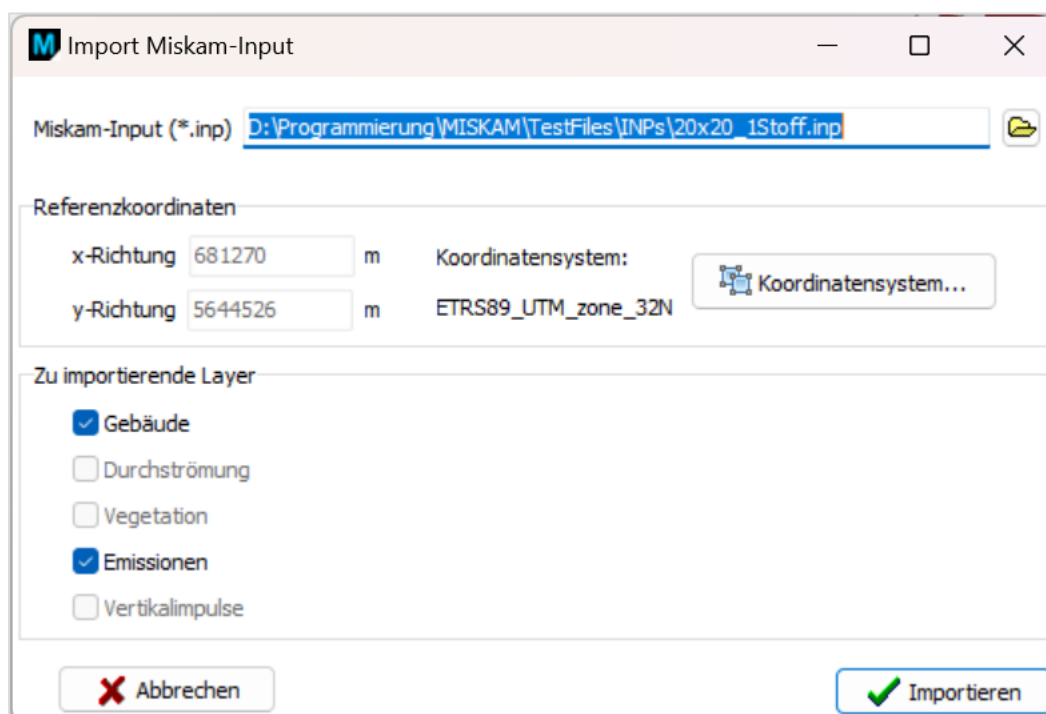 M Import Miskam-Input
Miskam-Input (*.inp) D:\Programmierung\MISKAM\TestFiles\INPs\20x20_1Stoff.inp
Referenzkoordinaten
x-Richtung 681270 m Koordinatensystem: Koordinatensystem...
y-Richtung 5644526 m ETRS89_UTM_zone_32N
Zu importierende Layer
Gebäude
Durchströmung
Vegetation
Emissionen
Vertikalimpulse
Abbrechen Importieren